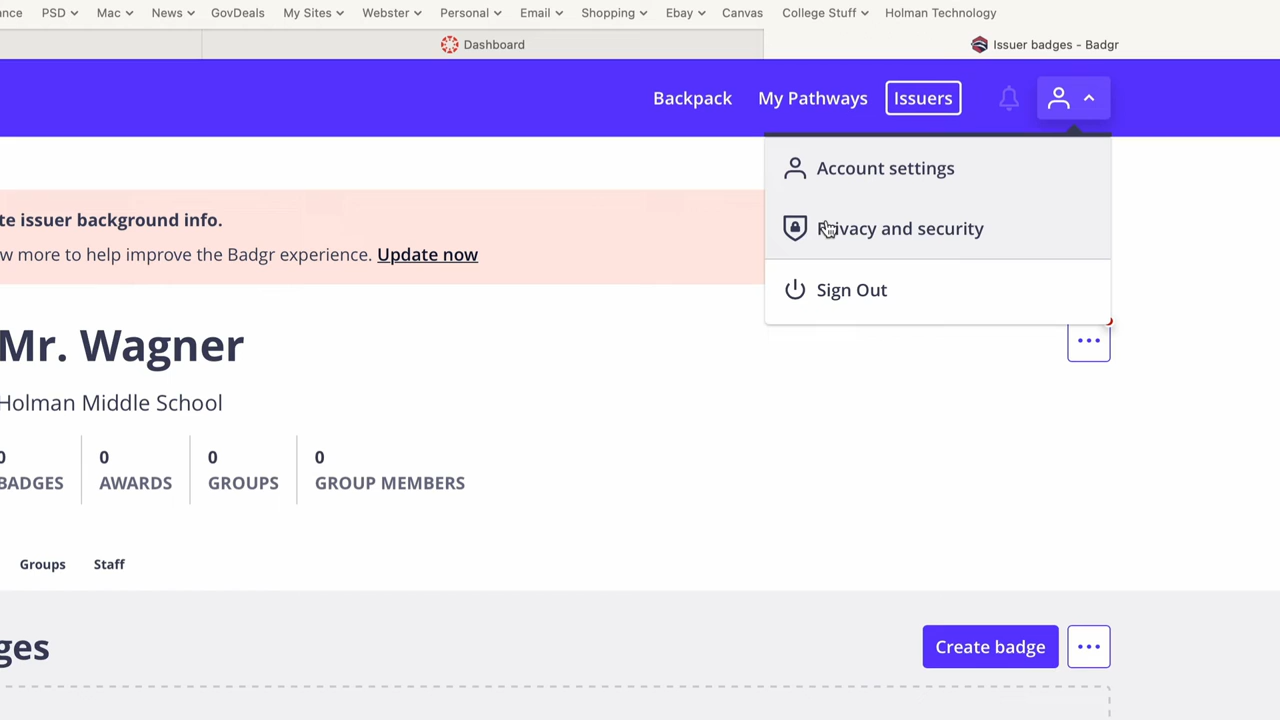 ance PSD Mac News GovDeals My Sites Webster Personal Email Shopping Ebay Canvas College Stuff Holman Technology
Dashboard Issuer badges - Badgr
Backpack My Pathways Issuers
Account settings
Privacy and security
Sign Out
te issuer background info.
w more to help improve the Badgr experience. Update now
Mr. Wagner
Holman Middle School
0 0 0 0
BADGES AWARDS GROUPS GROUP MEMBERS
Groups Staff
ges Create badge